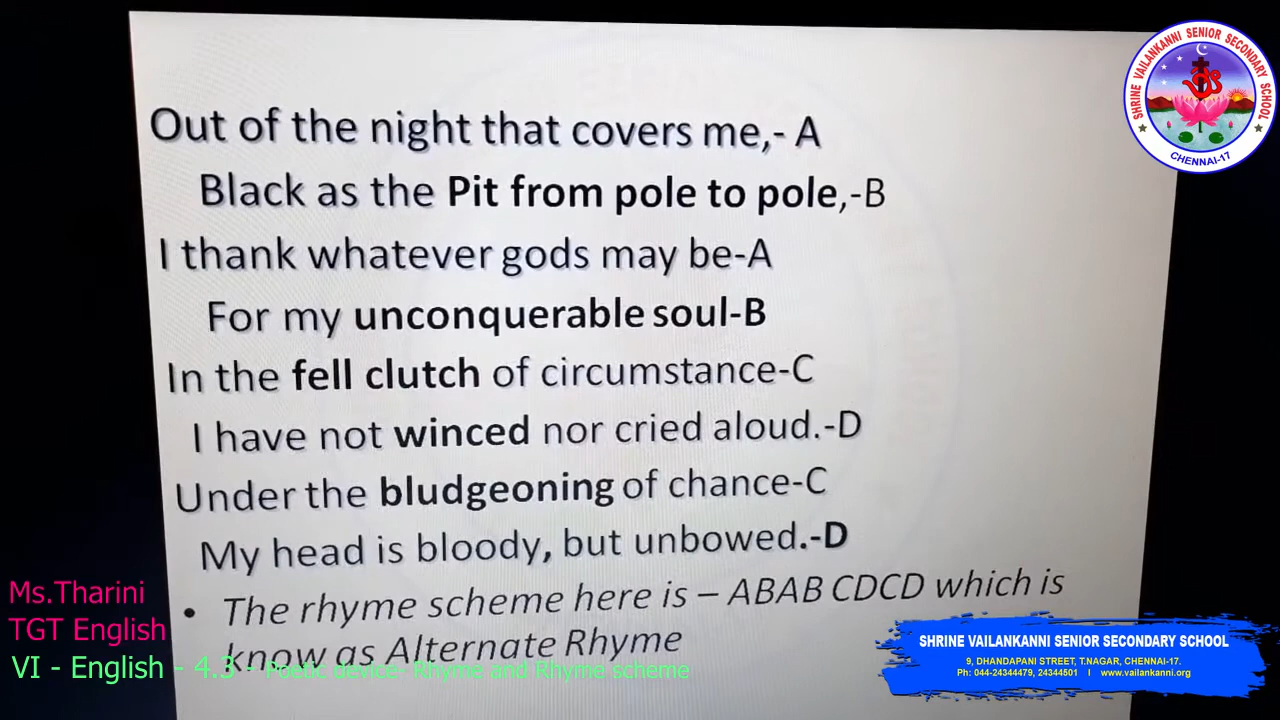 Out of the night that covers me,- A
Black as the Pit from pole to pole,-B
I thank whatever gods may be-A
For my unconquerable soul-B
In the fell clutch of circumstance-C
I have not winced nor cried aloud.-D
Under the bludgeoning of chance-C
My head is bloody, but unbowed.-D
• The rhyme scheme here is – ABAB CDCD which is
know as Alternate Rhyme
Ms.Tharini
TGT English
VI - English - 4.3 - Poetic device- Rhyme and Rhyme scheme
SHRINE VAILANKANNI SENIOR SECONDARY SCHOOL
CHENNAI-17
SHRINE VAILANKANNI SENIOR SECONDARY SCHOOL
9, DHANDAPANI STREET, T.NAGAR, CHENNAI-17.
Ph: 044-24344479, 24344501 I www.vailankanni.org